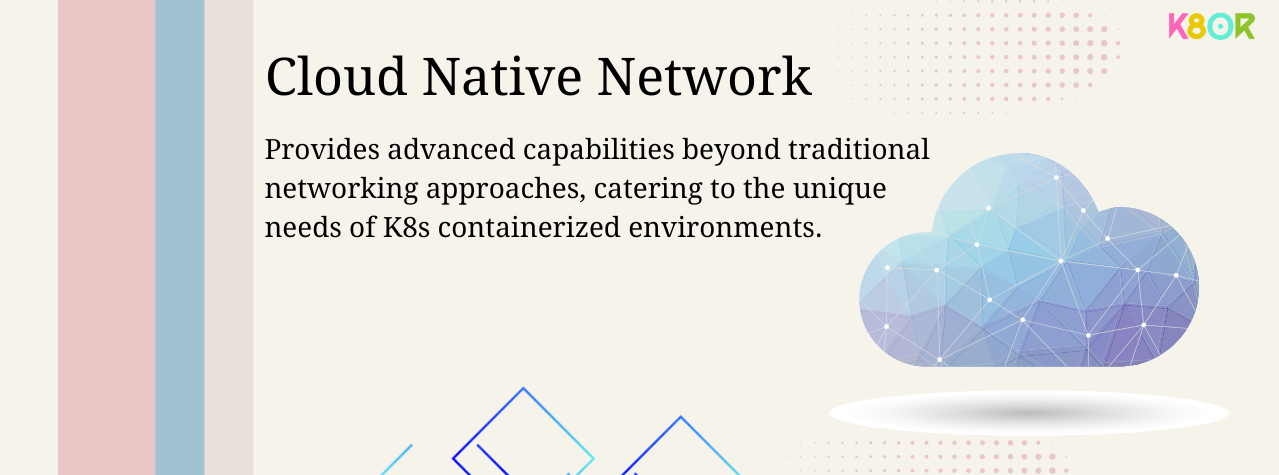 K8OR
Cloud Native Network
Provides advanced capabilities beyond traditional
networking approaches, catering to the unique
needs of K8s containerized environments.